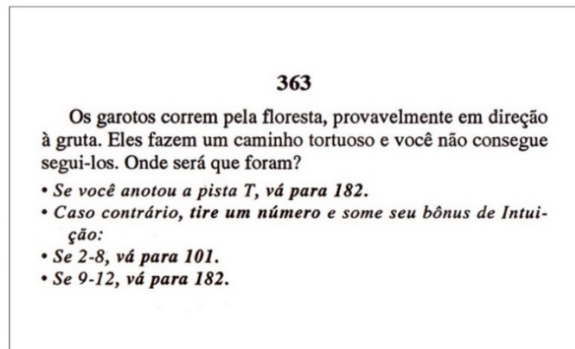 363
Os garotos correm pela floresta, provavelmente em direção
à gruta. Eles fazem um caminho tortuoso e você não consegue
segui-los. Onde será que foram?
• Se você anotou a pista T, vá para 182.
• Caso contrário, tire um número e some seu bônus de Intui-
ção:
• Se 2-8, vá para 101.
• Se 9-12, vá para 182.